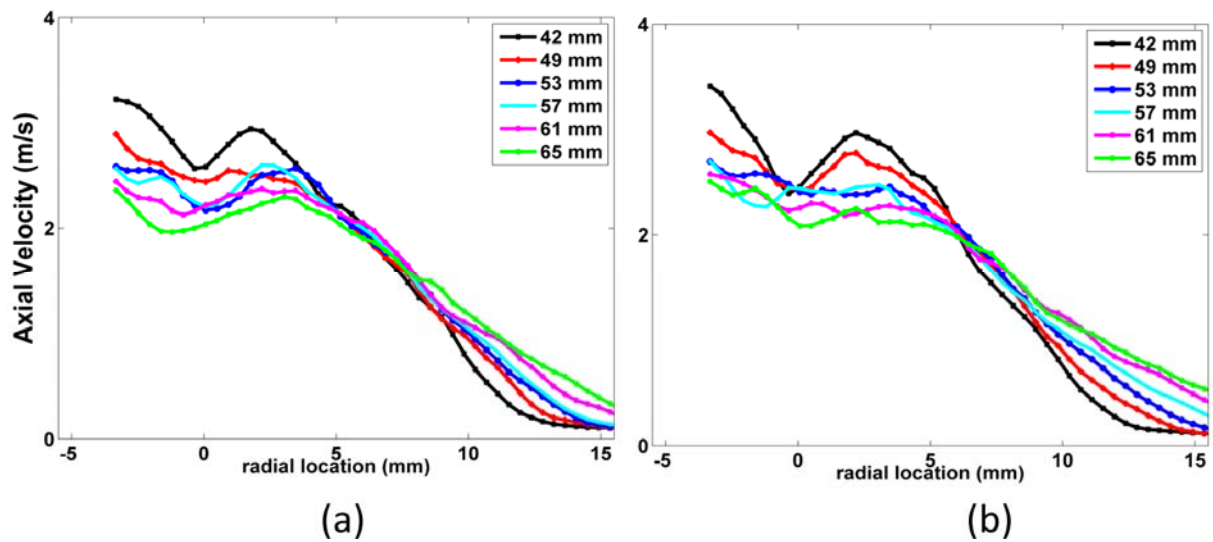 4
42 mm
49 mm
53 mm
57 mm
61 mm
65 mm
Axial Velocity (m/s)
2
0
-5 0 5 10 15
radial location (mm)
(a)
4
42 mm
49 mm
53 mm
57 mm
61 mm
65 mm
2
0
-5 0 5 10 15
radial location (mm)
(b)